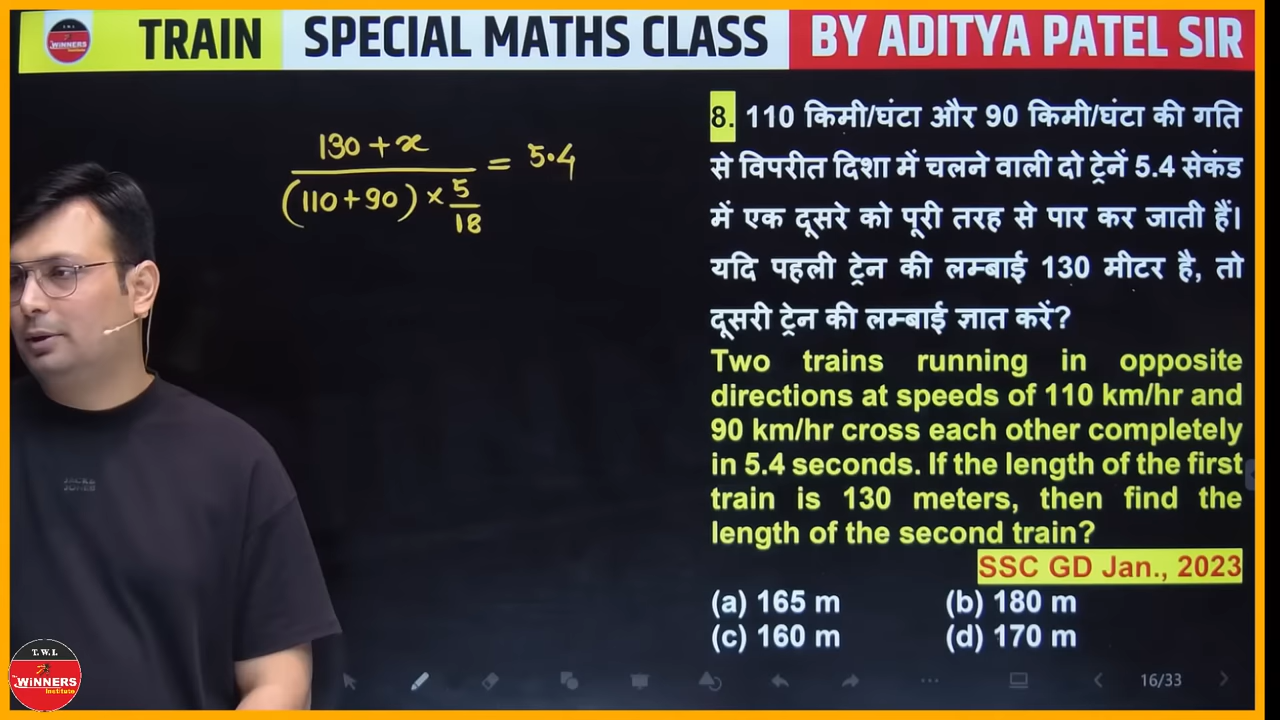 TRAIN SPECIAL MATHS CLASS BY ADITYA PATEL SIR
T.W.I.
WiNNERS
130 + x
(110+90) × 5/18 = 5.4
8. 110 किमी/घंटा और 90 किमी/घंटा की गति
से विपरीत दिशा में चलने वाली दो ट्रेनें 5.4 सेकंड
में एक दूसरे को पूरी तरह से पार कर जाती हैं।
यदि पहली ट्रेन की लम्बाई 130 मीटर है, तो
दूसरी ट्रेन की लम्बाई ज्ञात करें?
Two trains running in opposite
directions at speeds of 110 km/hr and
90 km/hr cross each other completely
in 5.4 seconds. If the length of the first
train is 130 meters, then find the
length of the second train?
SSC GD Jan., 2023
(a) 165 m (b) 180 m
(c) 160 m (d) 170 m
T.W.I.
WiNNERS
Institute
16/33